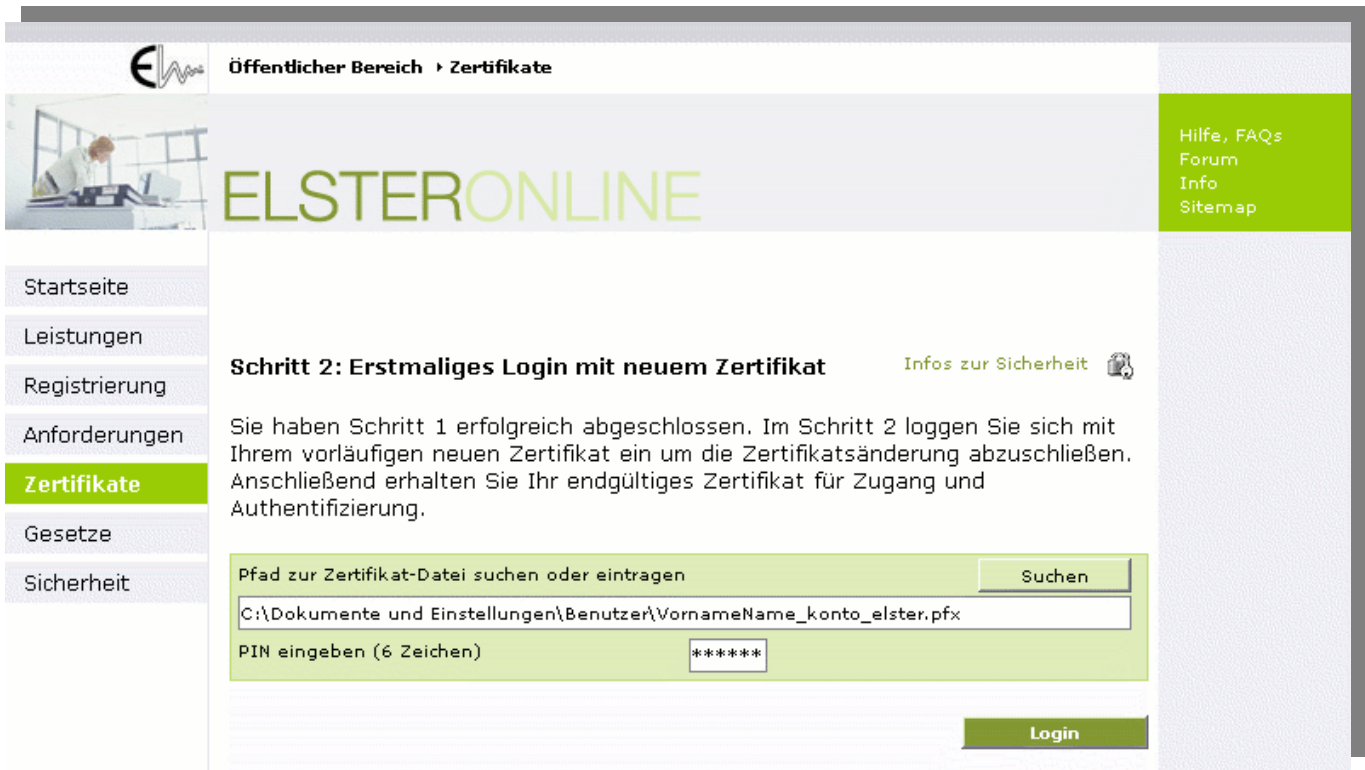 Öffentlicher Bereich ▸ Zertifikate
Hilfe, FAQs
Forum
Info
Sitemap
ELSTERONLINE
Startseite
Leistungen
Registrierung
Anforderungen
Zertifikate
Gesetze
Sicherheit
Schritt 2: Erstmaliges Login mit neuem Zertifikat
Infos zur Sicherheit
Sie haben Schritt 1 erfolgreich abgeschlossen. Im Schritt 2 loggen Sie sich mit
Ihrem vorläufigen neuen Zertifikat ein um die Zertifikatsänderung abzuschließen.
Anschließend erhalten Sie Ihr endgültiges Zertifikat für Zugang und
Authentifizierung.
Pfad zur Zertifikat-Datei suchen oder eintragen
Suchen
C:\Dokumente und Einstellungen\Benutzer\VornameName_konto_elster.pfx
PIN eingeben (6 Zeichen)
******
Login